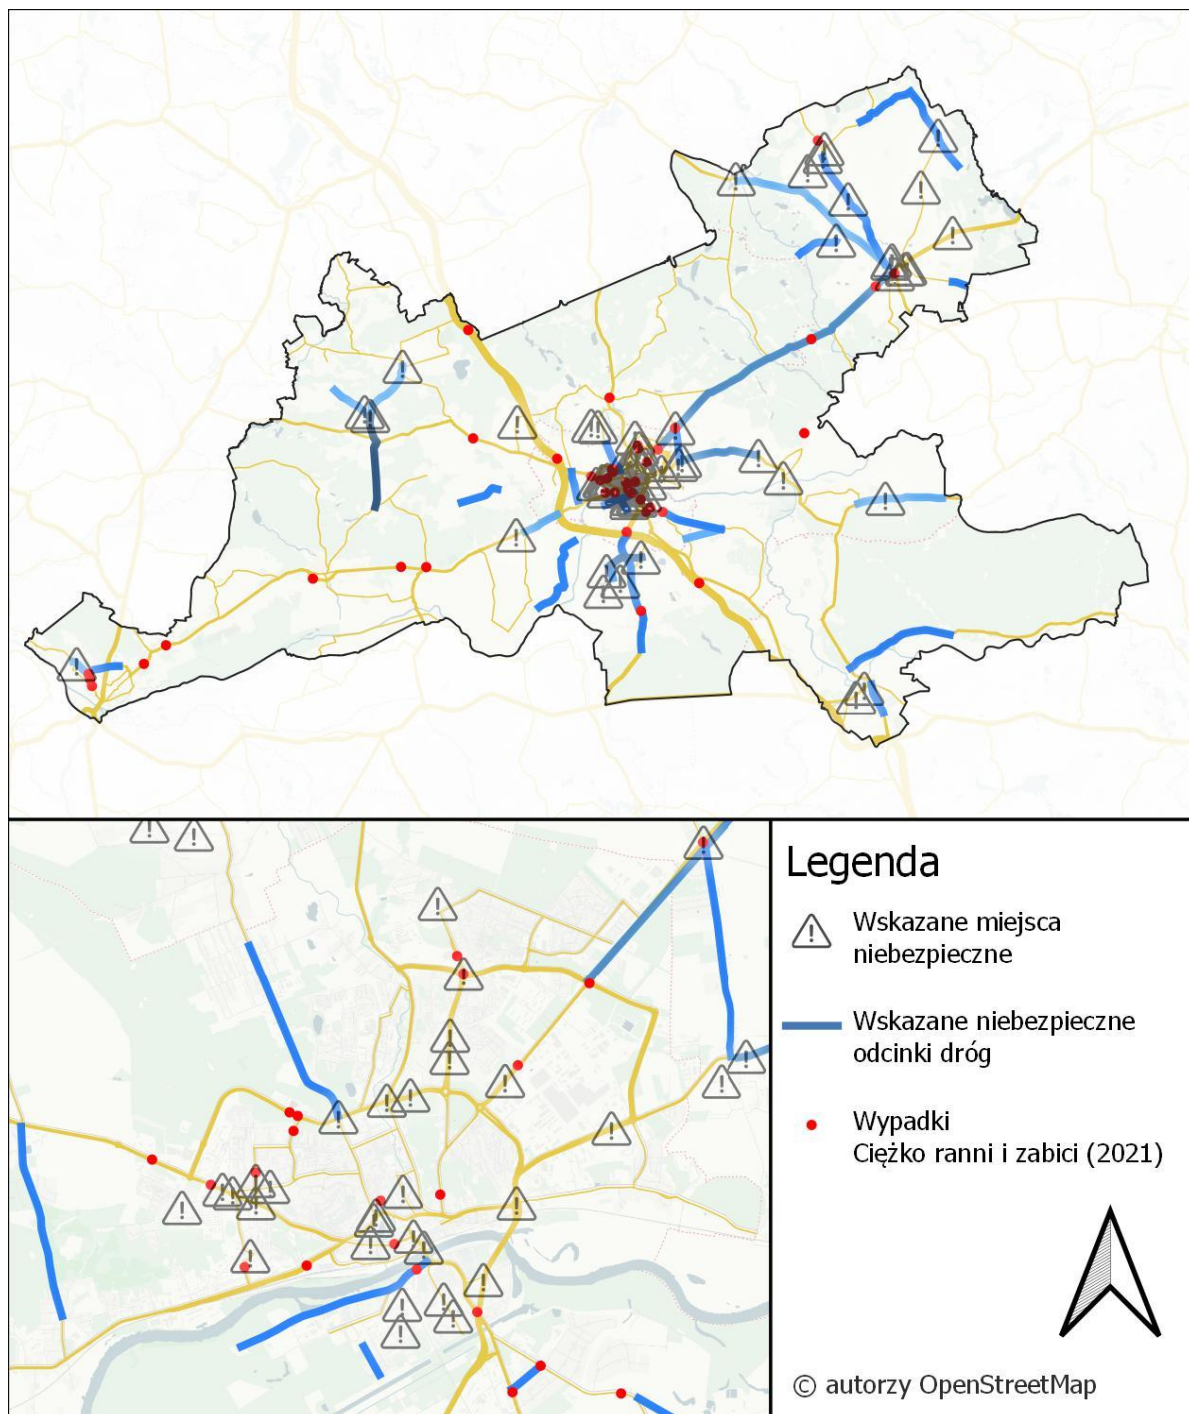 Legenda
Wskazane miejsca
niebezpieczne
Wskazane niebezpieczne
odcinki dróg
Wypadki
Ciężko ranni i zabici (2021)
© autorzy OpenStreetMap